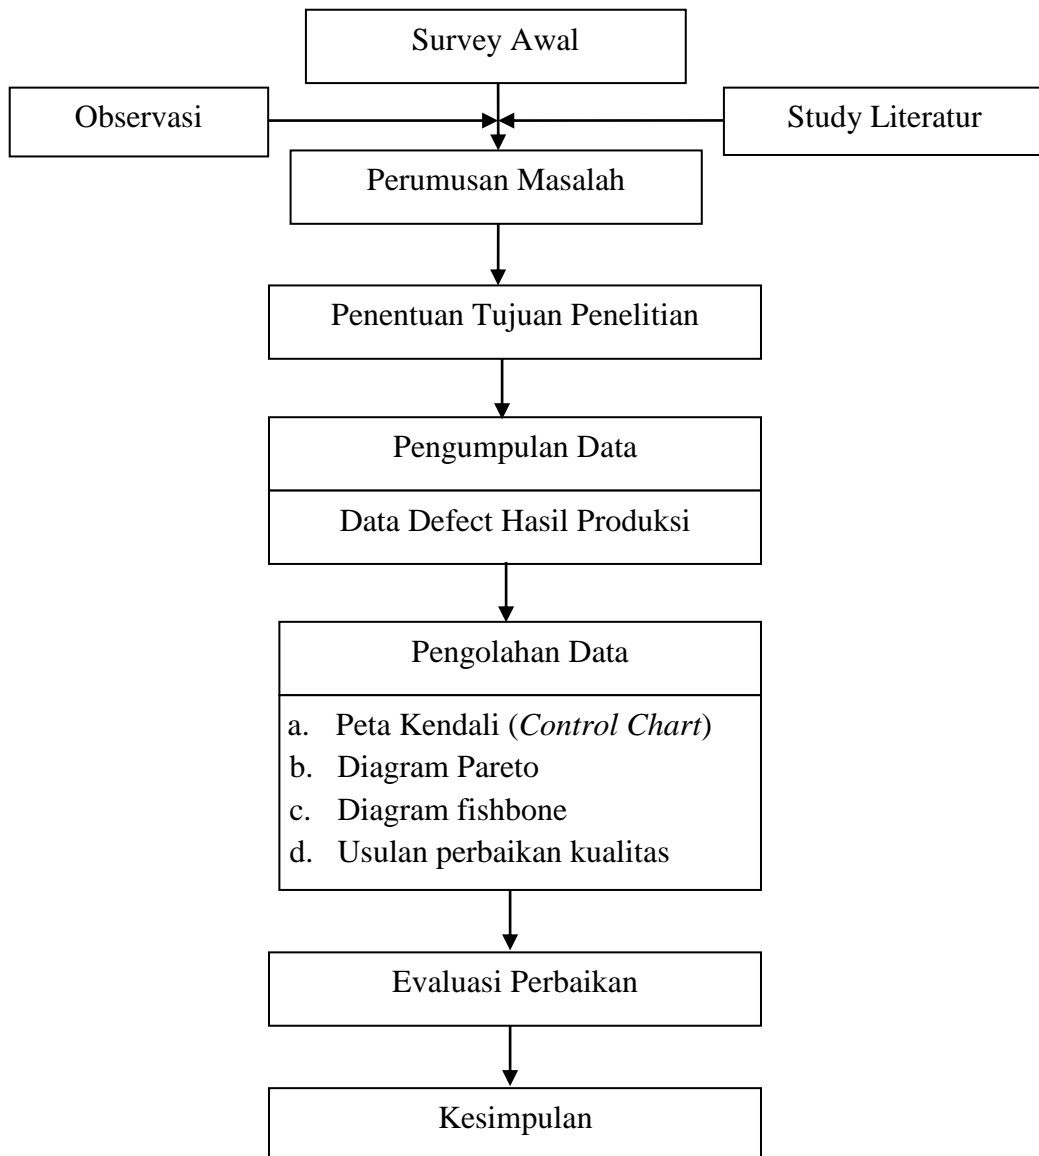 Survey Awal
Observasi
Study Literatur
Perumusan Masalah
Penentuan Tujuan Penelitian
Pengumpulan Data
Data Defect Hasil Produksi
Pengolahan Data
a. Peta Kendali (Control Chart)
b. Diagram Pareto
c. Diagram fishbone
d. Usulan perbaikan kualitas
Evaluasi Perbaikan
Kesimpulan